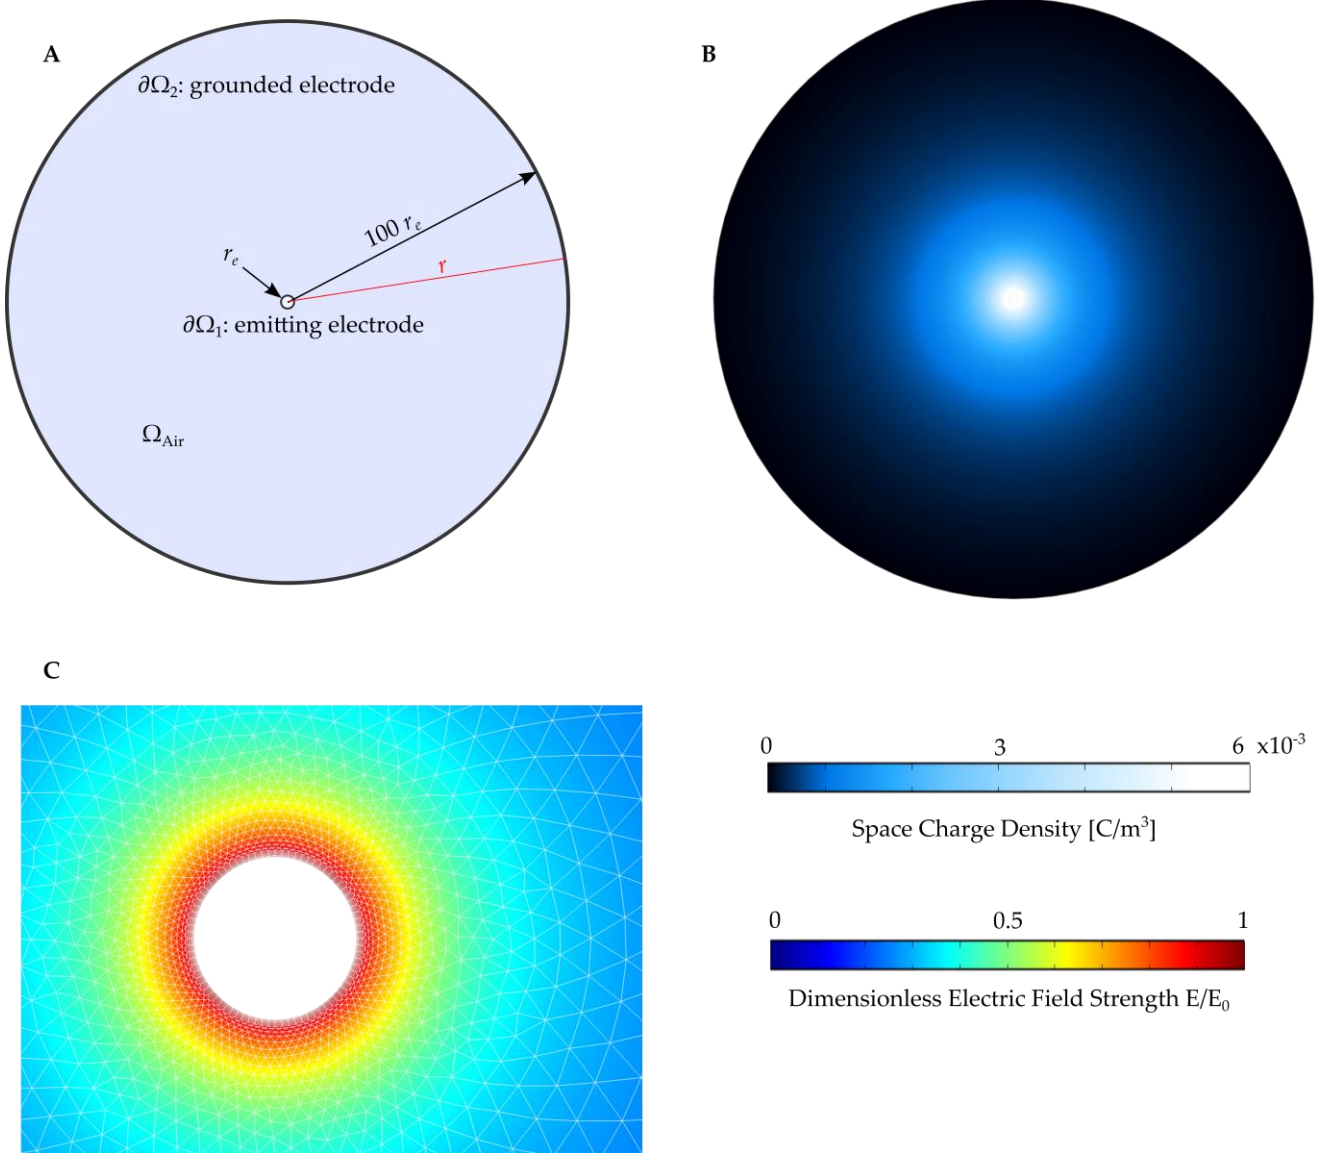 A
∂Ω₂: grounded electrode
100 rₑ
rₑ
r
∂Ω₁: emitting electrode
Ω_Air
B
C
0 3 6 x10⁻³
Space Charge Density [C/m³]
0 0.5 1
Dimensionless Electric Field Strength E/E₀